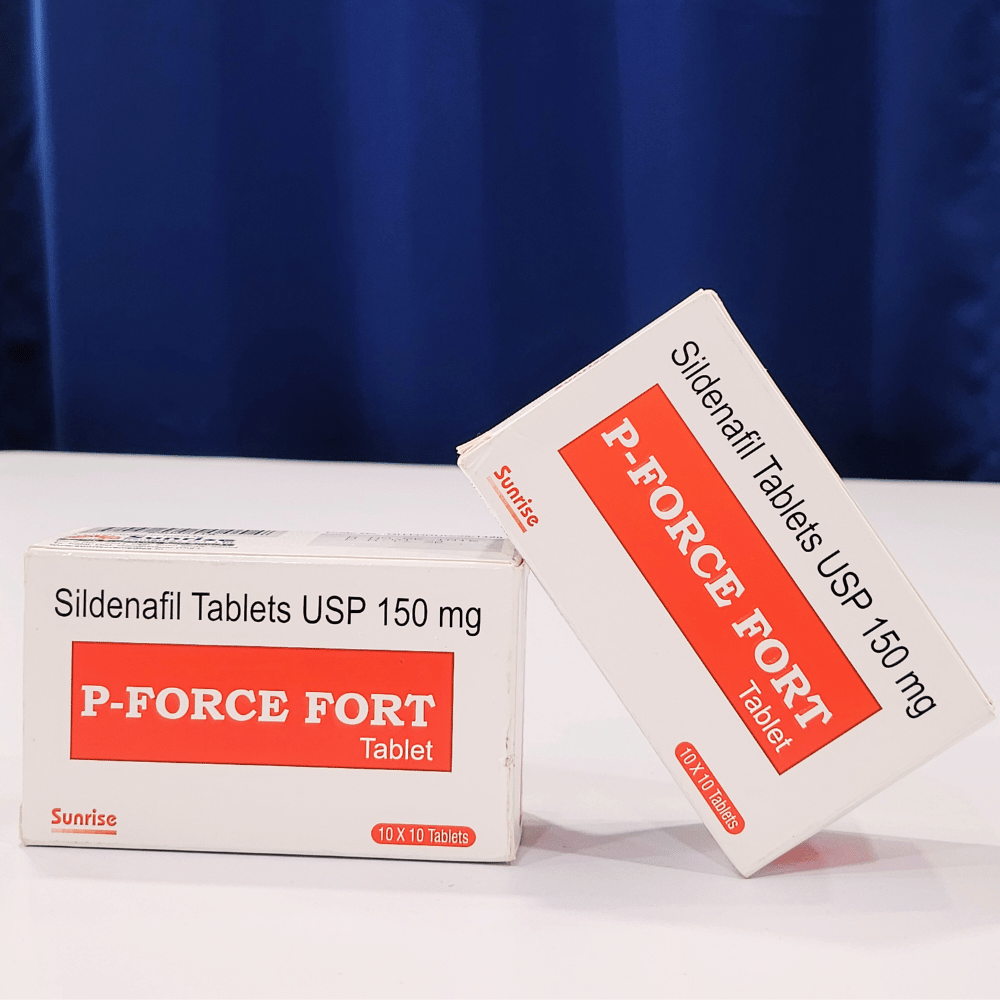 Sildenafil Tablets USP 150 mg
P-FORCE FORT
Tablet
Sunrise
10 X 10 Tablets
Sunrise
Sildenafil Tablets USP 150 mg
P-FORCE FORT
Tablet
Sunrise
10 X 10 Tablets